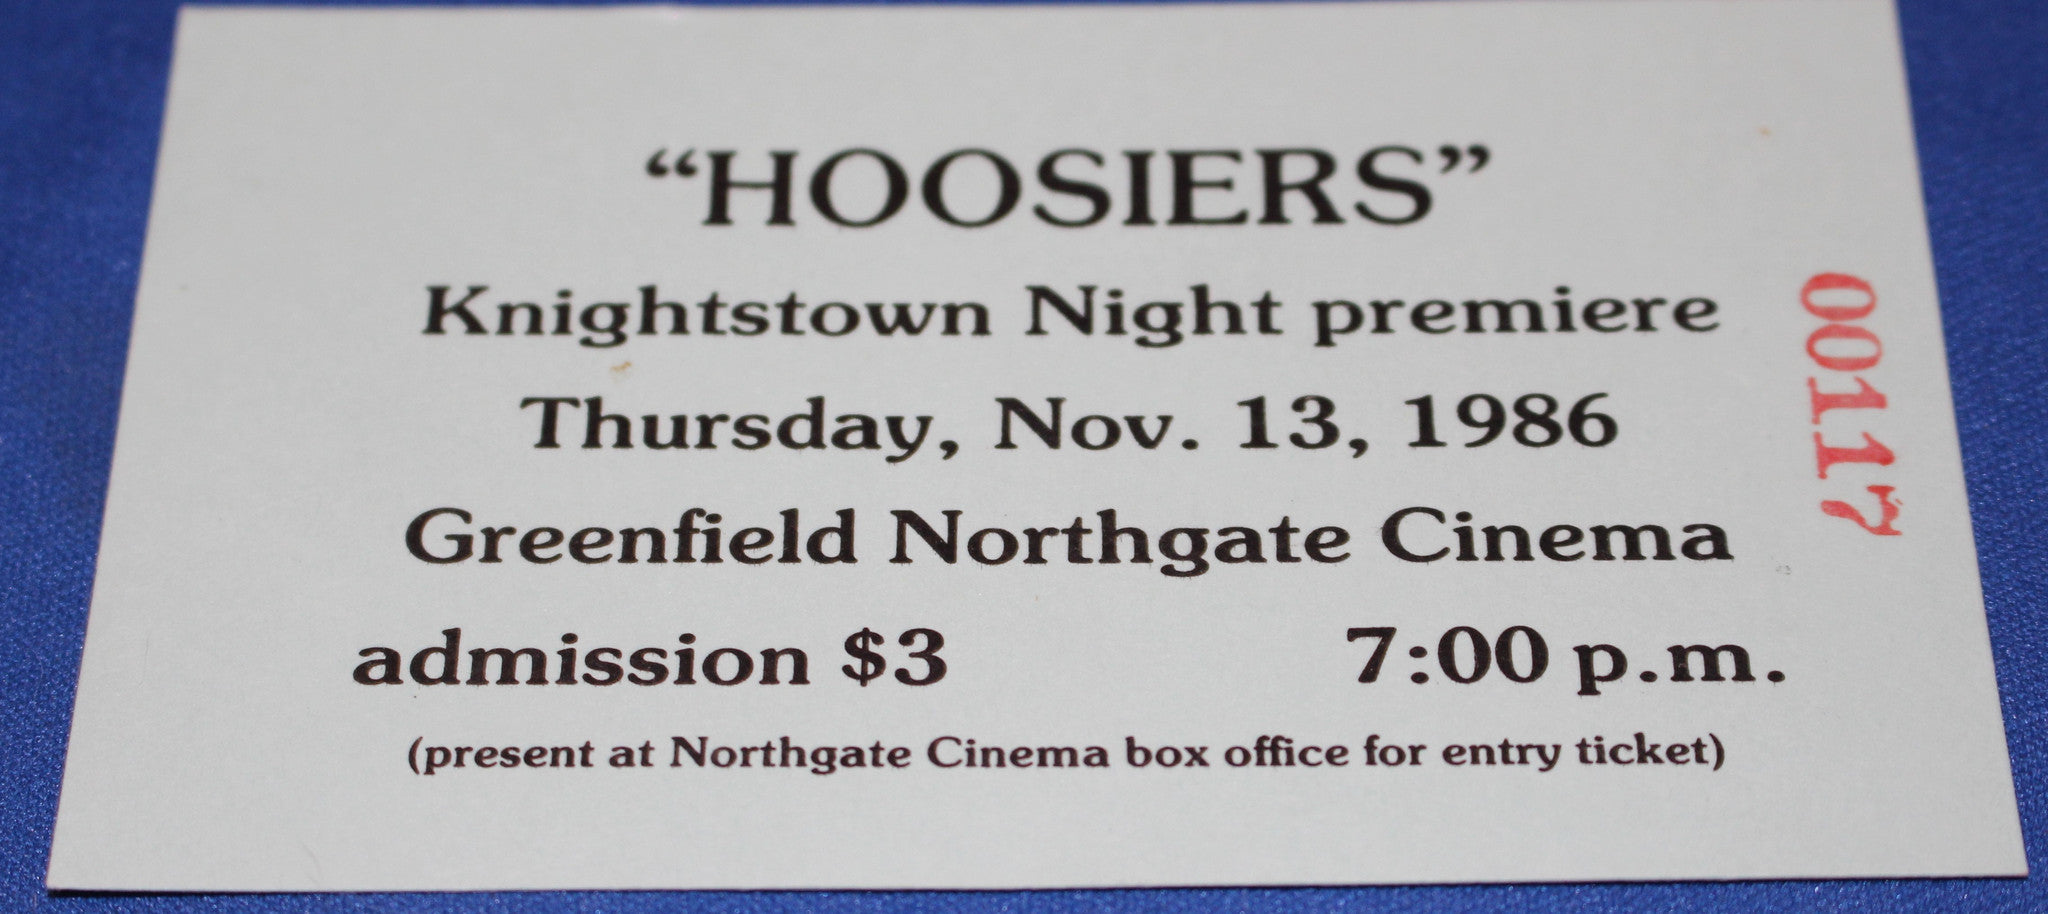 “HOOSIERS”
Knightstown Night premiere
Thursday, Nov. 13, 1986
Greenfield Northgate Cinema
admission $3 7:00 p.m.
(present at Northgate Cinema box office for entry ticket)
00117